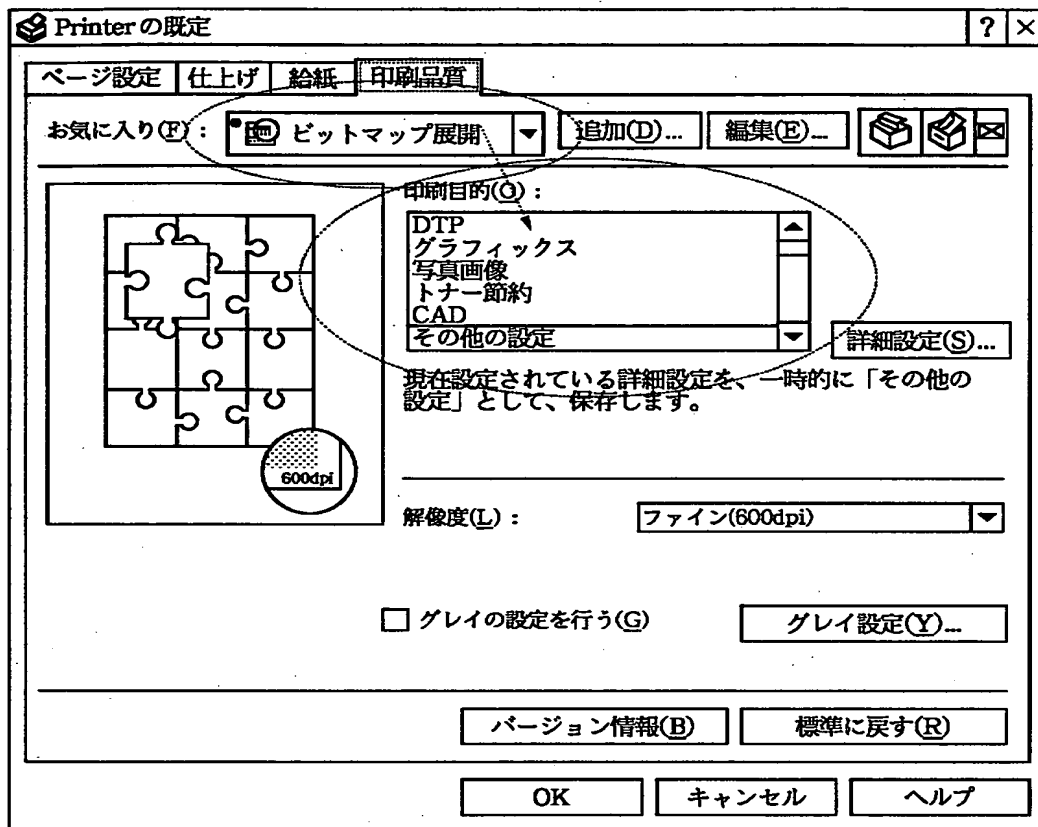 Printerの既定
? ×
ページ設定 仕上げ 給紙 印刷品質
お気に入り(F): ビットマップ展開 追加(D)... 編集(E)...
印刷目的(O):
DTP
グラフィックス
写真画像
トナー節約
CAD
その他の設定
詳細設定(S)...
現在設定されている詳細設定を、一時的に「その他の
設定」として、保存します。
600dpi
解像度(L): ファイン(600dpi)
グレイの設定を行う(G) グレイ設定(Y)...
バージョン情報(B) 標準に戻す(R)
OK キャンセル ヘルプ